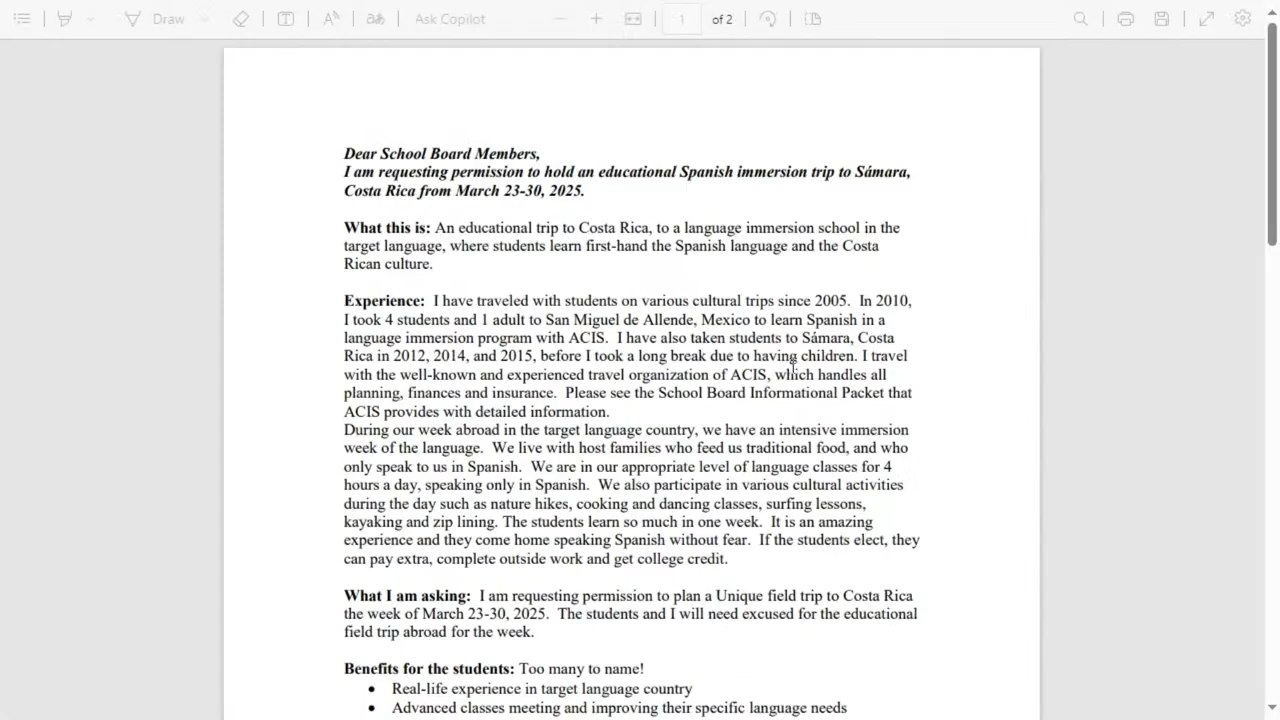 Draw
Ask Copilot
1 of 2
Dear School Board Members,
I am requesting permission to hold an educational Spanish immersion trip to Sámara,
Costa Rica from March 23-30, 2025.
What this is: An educational trip to Costa Rica, to a language immersion school in the
target language, where students learn first-hand the Spanish language and the Costa
Rican culture.
Experience: I have traveled with students on various cultural trips since 2005. In 2010,
I took 4 students and 1 adult to San Miguel de Allende, Mexico to learn Spanish in a
language immersion program with ACIS. I have also taken students to Sámara, Costa
Rica in 2012, 2014, and 2015, before I took a long break due to having children. I travel
with the well-known and experienced travel organization of ACIS, which handles all
planning, finances and insurance. Please see the School Board Informational Packet that
ACIS provides with detailed information.
During our week abroad in the target language country, we have an intensive immersion
week of the language. We live with host families who feed us traditional food, and who
only speak to us in Spanish. We are in our appropriate level of language classes for 4
hours a day, speaking only in Spanish. We also participate in various cultural activities
during the day such as nature hikes, cooking and dancing classes, surfing lessons,
kayaking and zip lining. The students learn so much in one week. It is an amazing
experience and they come home speaking Spanish without fear. If the students elect, they
can pay extra, complete outside work and get college credit.
What I am asking: I am requesting permission to plan a Unique field trip to Costa Rica
the week of March 23-30, 2025. The students and I will need excused for the educational
field trip abroad for the week.
Benefits for the students: Too many to name!
• Real-life experience in target language country
• Advanced classes meeting and improving their specific language needs